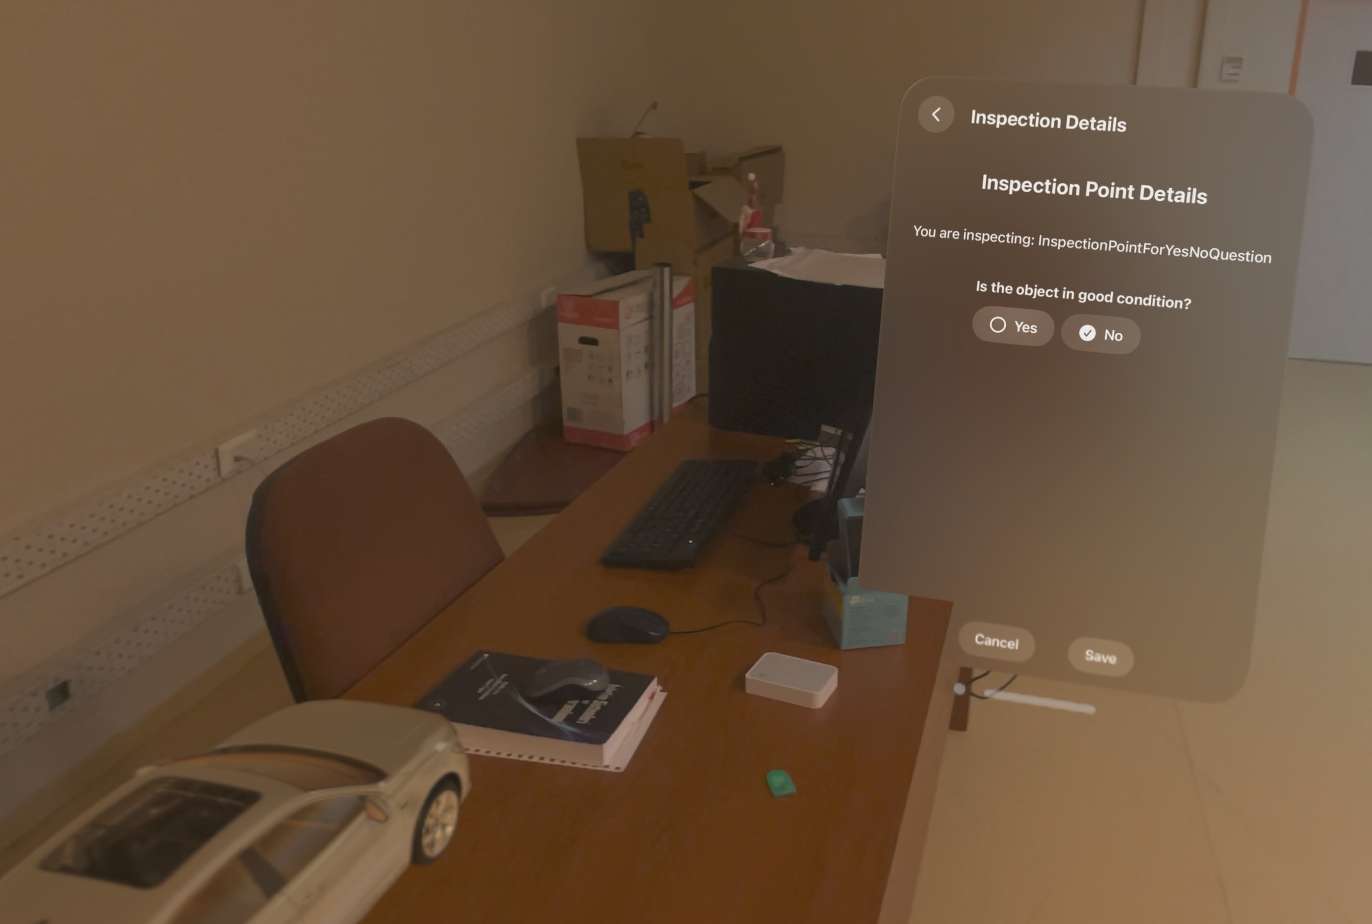 Inspection Details
Inspection Point Details
You are inspecting: InspectionPointForYesNoQuestion
Is the object in good condition?
Yes
No
Cancel
Save